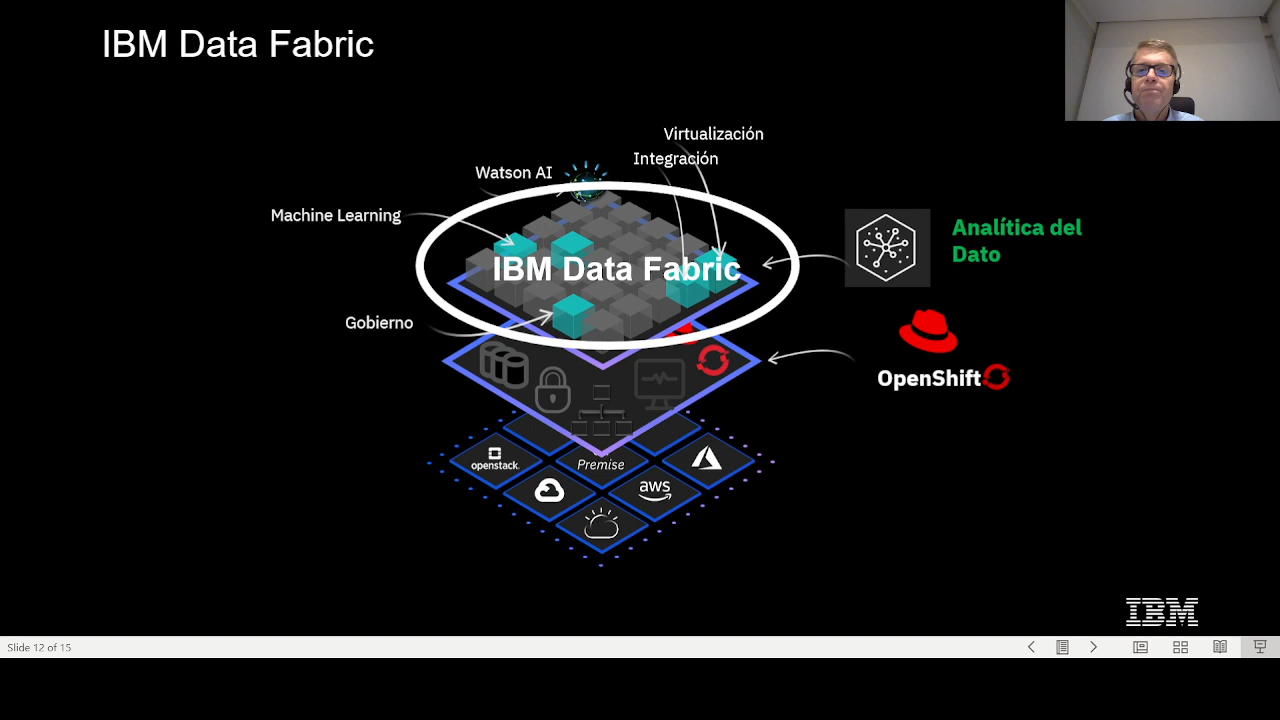 IBM Data Fabric
Virtualización
Integración
Watson AI
Machine Learning
Analítica del
Dato
IBM Data Fabric
Gobierno
OpenShift
openstack.
Premise
aws
IBM
Slide 12 of 15